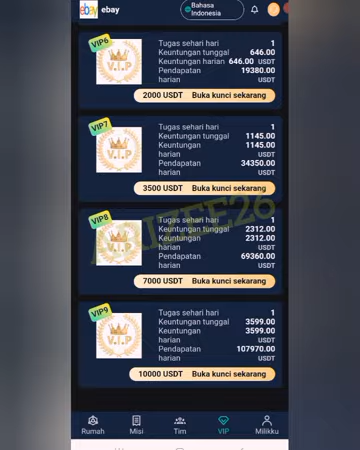 ebay ebay Bahasa Indonesia
VIP6
V.I.P
Tugas sehari hari 1
Keuntungan tunggal 646.00
Keuntungan harian 646.00 USDT
Pendapatan 19380.00
harian USDT
2000 USDT Buka kunci sekarang
VIP7
V.I.P
Tugas sehari hari 1
Keuntungan tunggal 1145.00
Keuntungan 1145.00
harian USDT
Pendapatan 34350.00
harian USDT
3500 USDT Buka kunci sekarang
VIP8
V.I.P
Tugas sehari hari 1
Keuntungan tunggal 2312.00
Keuntungan 2312.00
harian USDT
Pendapatan 69360.00
harian USDT
7000 USDT Buka kunci sekarang
VIP9
V.I.P
Tugas sehari hari 1
Keuntungan tunggal 3599.00
Keuntungan 3599.00
harian USDT
Pendapatan 107970.00
harian USDT
10000 USDT Buka kunci sekarang
Rumah Misi Tim VIP Milikku